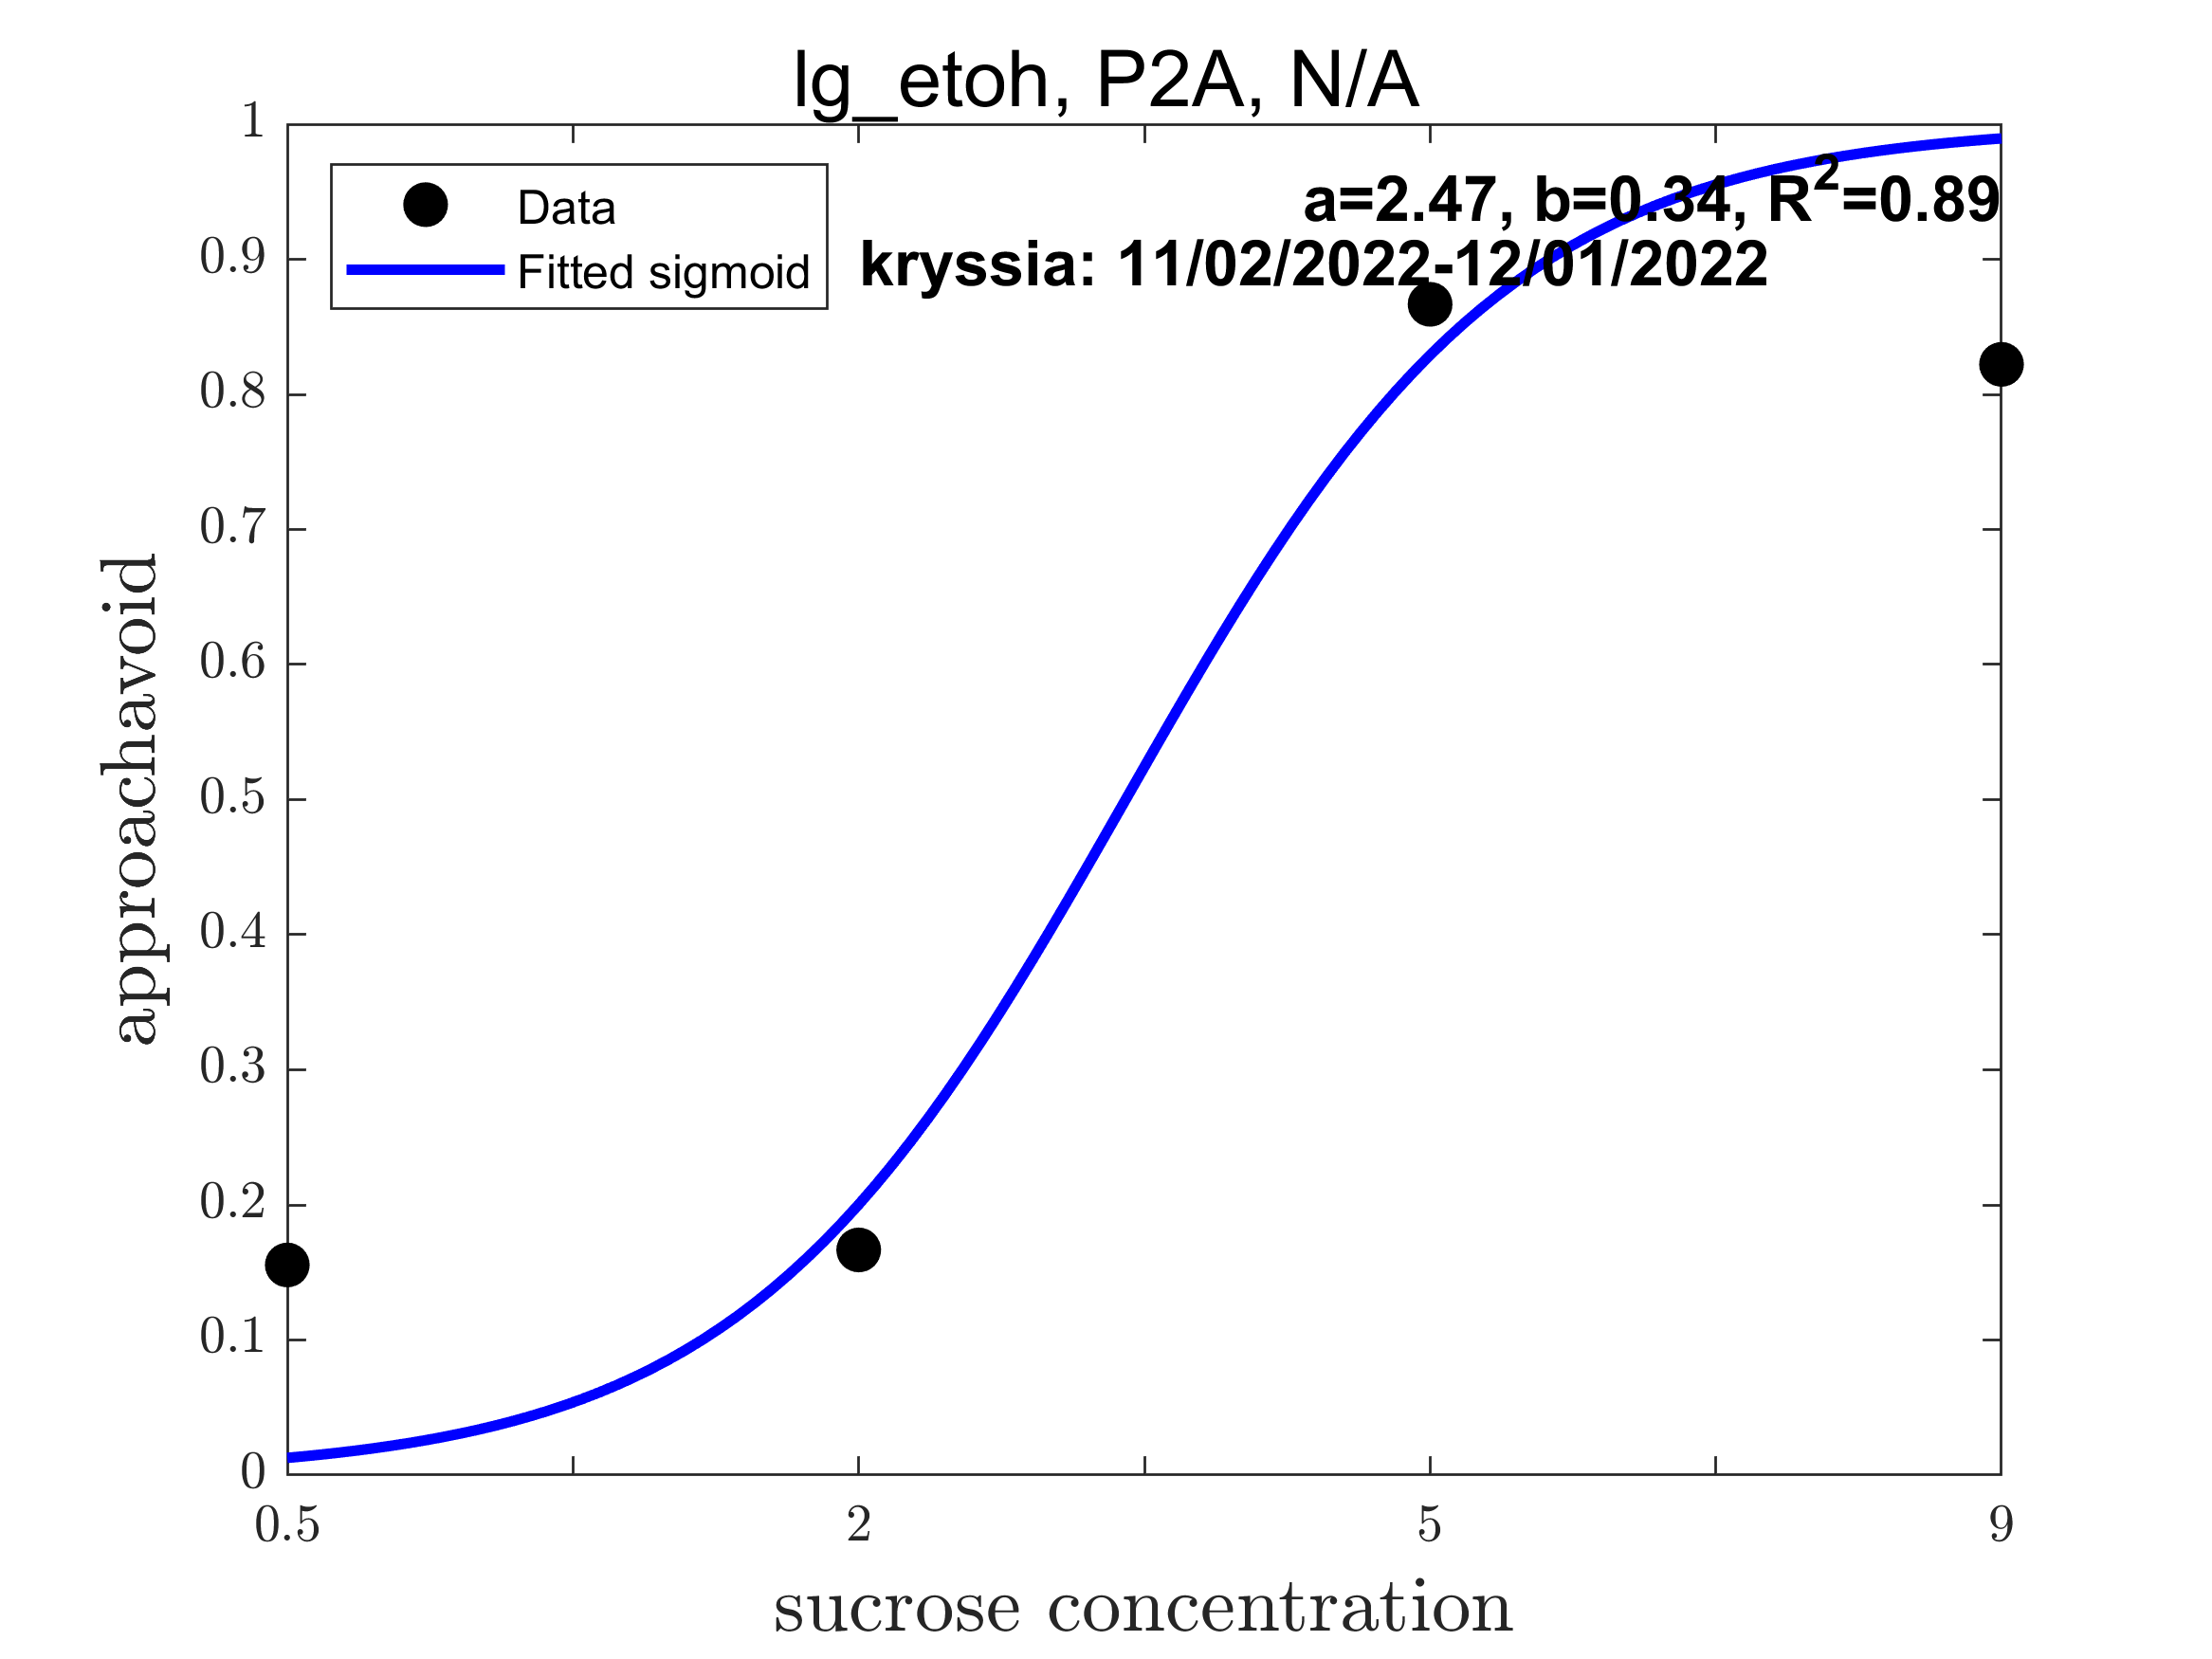 lg_etoh, P2A, N/A
Data
Fitted sigmoid
a=2.47, b=0.34, R²=0.89
kryssia: 11/02/2022-12/01/2022
approachavoid
1
0.9
0.8
0.7
0.6
0.5
0.4
0.3
0.2
0.1
0
0.5 2 5 9
sucrose concentration